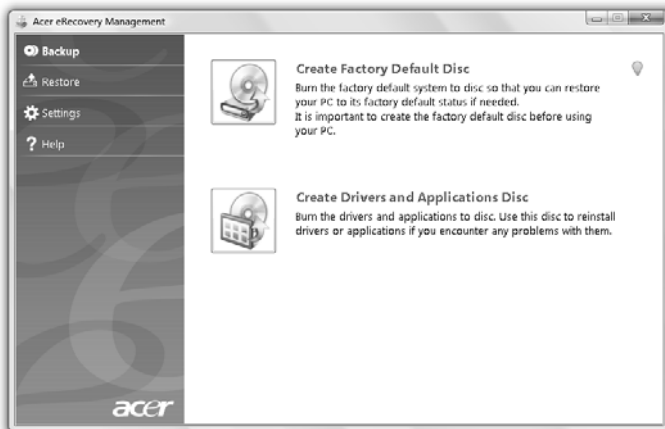 Acer eRecovery Management
Backup
Restore
Settings
? Help
Create Factory Default Disc
Burn the factory default system to disc so that you can restore
your PC to its factory default status if needed.
It is important to create the factory default disc before using
your PC.
Create Drivers and Applications Disc
Burn the drivers and applications to disc. Use this disc to reinstall
drivers or applications if you encounter any problems with them.
acer